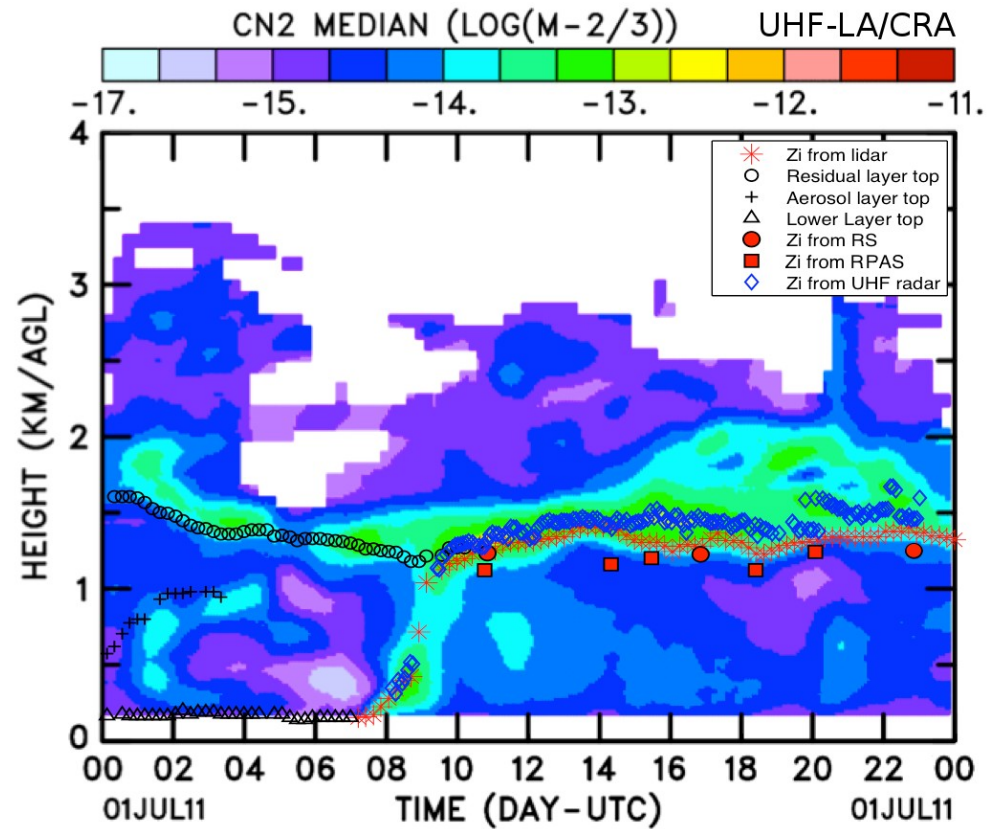 CN2 MEDIAN (LOG(M-2/3)) UHF-LA/CRA
-17. -15. -14. -13. -12. -11.
4
3
2
1
0
HEIGHT (KM/AGL)
Zi from lidar
Residual layer top
Aerosol layer top
Lower Layer top
Zi from RS
Zi from RPAS
Zi from UHF radar
00 02 04 06 08 10 12 14 16 18 20 22 00
01JUL11 TIME (DAY-UTC) 01JUL11